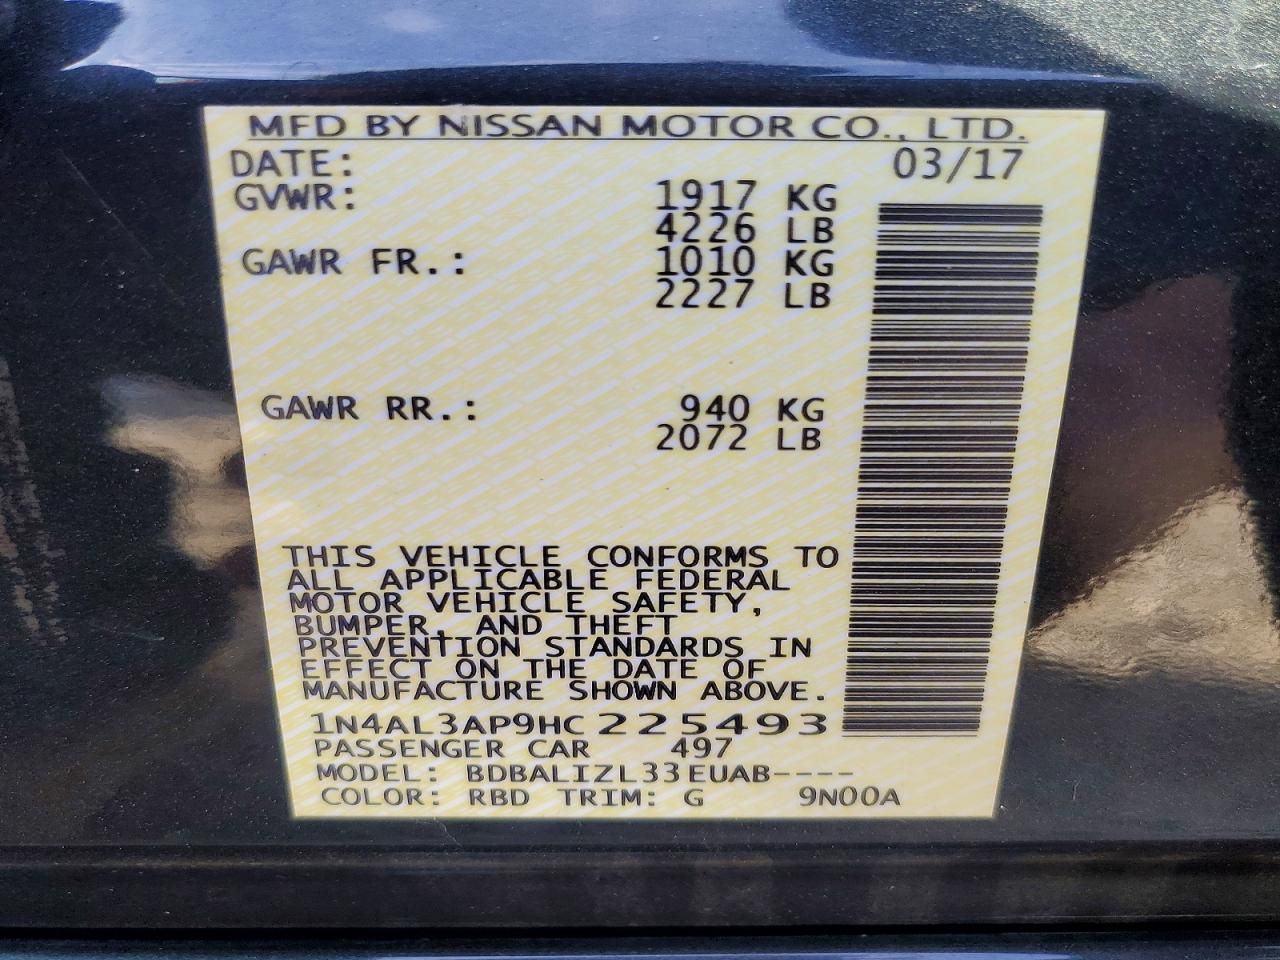 MFD BY NISSAN MOTOR CO., LTD.
DATE: 03/17
GVWR: 1917 KG
4226 LB
GAWR FR.: 1010 KG
2227 LB
GAWR RR.: 940 KG
2072 LB
THIS VEHICLE CONFORMS TO
ALL APPLICABLE FEDERAL
MOTOR VEHICLE SAFETY,
BUMPER, AND THEFT
PREVENTION STANDARDS IN
EFFECT ON THE DATE OF
MANUFACTURE SHOWN ABOVE.
1N4AL3AP9HC225493
PASSENGER CAR 497
MODEL: BDBALIZL33EUAB----
COLOR: RBD TRIM: G 9N00A